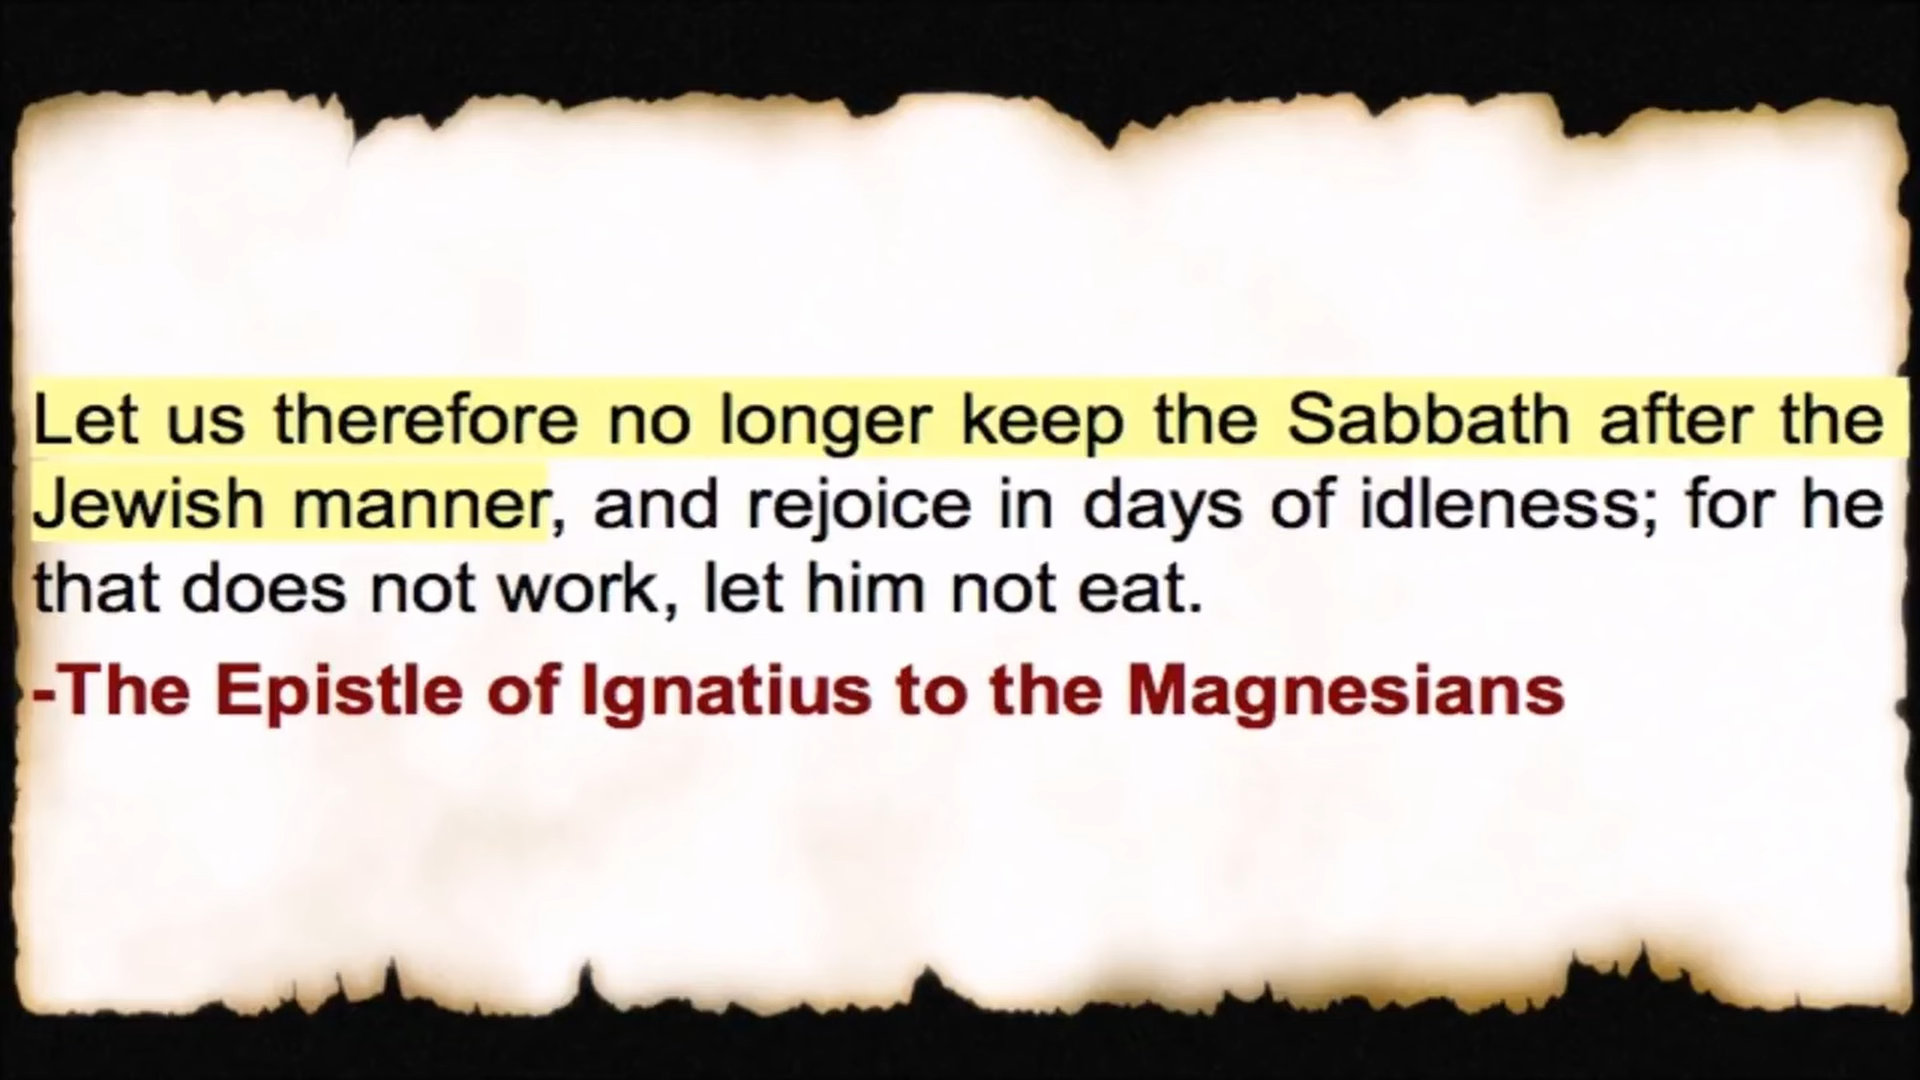 Let us therefore no longer keep the Sabbath after the
Jewish manner, and rejoice in days of idleness; for he
that does not work, let him not eat.
-The Epistle of Ignatius to the Magnesians